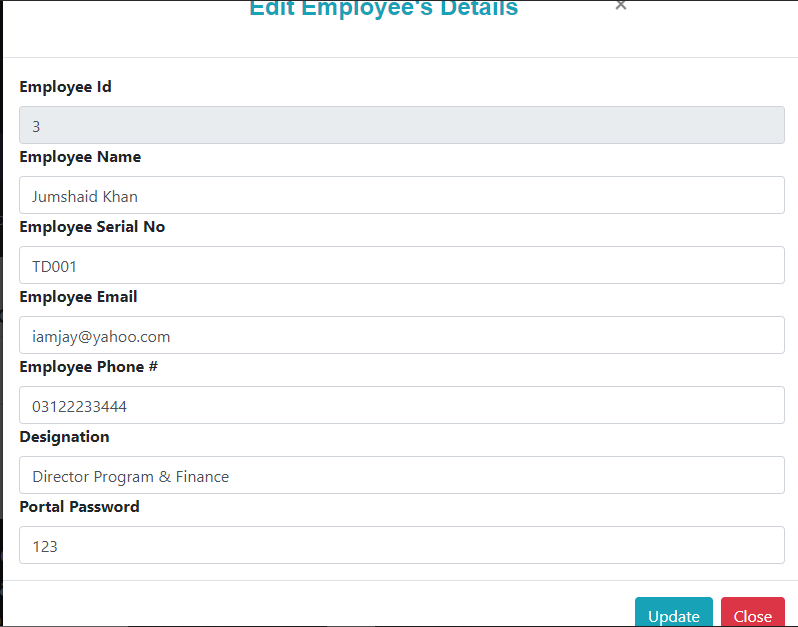 Edit Employee's Details
×
Employee Id
3
Employee Name
Jumshaid Khan
Employee Serial No
TD001
Employee Email
iamjay@yahoo.com
Employee Phone #
03122233444
Designation
Director Program & Finance
Portal Password
123
Update Close